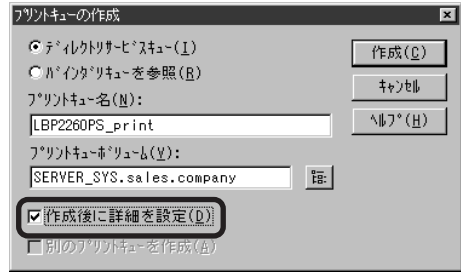 プリントキューの作成
ディレクトリサービスキュー(I)
バインダリキューを参照(R)
プリントキュー名(N):
LBP2260PS_print
プリントキューボリューム(V):
SERVER_SYS.sales.company
作成後に詳細を設定(D)
別のプリントキューを作成(A)
作成(C)
キャンセル
ヘルプ(H)